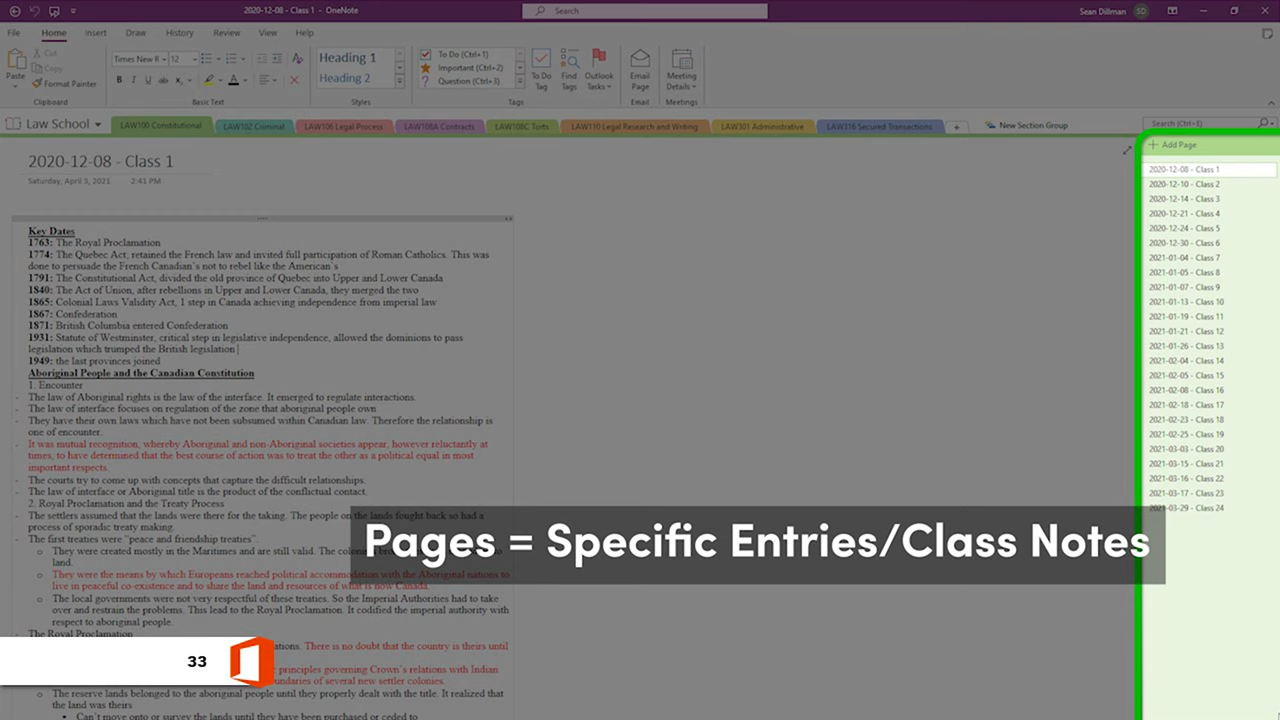 2020-12-08 - Class 1 - OneNote
Search
Sean Dillman
SD
File
Home
Insert
Draw
History
Review
View
Help
Paste
Cut
Copy
Format Painter
Clipboard
Times New R
12
B I U ab
Basic Text
Heading 1
Heading 2
Styles
To Do (Ctrl+1)
Important (Ctrl+2)
Question (Ctrl+3)
To Do
Tag
Find
Tags
Outlook
Tasks
Tags
Email
Page
Email
Meeting
Details
Meetings
Law School
LAW100 Constitutional
LAW102 Criminal
LAW106 Legal Process
LAW108A Contracts
LAW108C Torts
LAW110 Legal Research and Writing
LAW301 Administrative
LAW316 Secured Transactions
New Section Group
Search (Ctrl+E)
2020-12-08 - Class 1
Saturday, April 3, 2021 2:41 PM
Key Dates
1763: The Royal Proclamation
1774: The Quebec Act, retained the French law and invited full participation of Roman Catholics. This was
done to persuade the French Canadian's not to rebel like the American's
1791: The Constitutional Act, divided the old province of Quebec into Upper and Lower Canada
1840: The Act of Union, after rebellions in Upper and Lower Canada, they merged the two
1865: Colonial Laws Validity Act, 1 step in Canada achieving independence from imperial law
1867: Confederation
1871: British Columbia entered Confederation
1931: Statute of Westminster, critical step in legislative independence, allowed the dominions to pass
legislation which trumped the British legislation
1949: the last provinces joined
Aboriginal People and the Canadian Constitution
1. Encounter
- The law of Aboriginal rights is the law of the interface. It emerged to regulate interactions.
- The law of interface focuses on regulation of the zone that aboriginal people own
- They have their own laws which have not been subsumed within Canadian law. Therefore the relationship is
one of encounter.
- It was mutual recognition, whereby Aboriginal and non-Aboriginal societies appear, however reluctantly at
times, to have determined that the best course of action was to treat the other as a political equal in most
important respects.
- The courts try to come up with concepts that capture the difficult relationships.
- The law of interface or Aboriginal title is the product of the conflictual contact.
2. Royal Proclamation and the Treaty Process
- The settlers assumed that the lands were there for the taking. The people on the lands fought back so had a
process of sporadic treaty making.
- The first treaties were "peace and friendship treaties".
o They were created mostly in the Maritimes and are still valid. The
land.
o They were the means by which Europeans reached political accommodation with the Aboriginal nations to
live in peaceful co-existence and to share the land and resources of what is now Canada.
o The local governments were not very respectful of these treaties. So the Imperial Authorities had to take
over and restrain the problems. This lead to the Royal Proclamation. It codified the imperial authority with
respect to aboriginal people.
- The Royal Proclamation
ations. There is no doubt that the country is theirs until
principles governing Crown's relations with Indian
undaries of several new settler colonies.
o The reserve lands belonged to the aboriginal people until they properly dealt with the title. It realized that
the land was theirs
Can't move onto or survey the lands until they have been purchased or ceded to
Pages = Specific Entries/Class Notes
33
Add Page
2020-12-08 - Class 1
2020-12-10 - Class 2
2020-12-14 - Class 3
2020-12-21 - Class 4
2020-12-24 - Class 5
2020-12-30 - Class 6
2021-01-04 - Class 7
2021-01-05 - Class 8
2021-01-07 - Class 9
2021-01-13 - Class 10
2021-01-19 - Class 11
2021-01-21 - Class 12
2021-01-26 - Class 13
2021-02-04 - Class 14
2021-02-05 - Class 15
2021-02-08 - Class 16
2021-02-18 - Class 17
2021-02-23 - Class 18
2021-02-25 - Class 19
2021-03-03 - Class 20
2021-03-15 - Class 21
2021-03-16 - Class 22
2021-03-17 - Class 23
2021-03-29 - Class 24